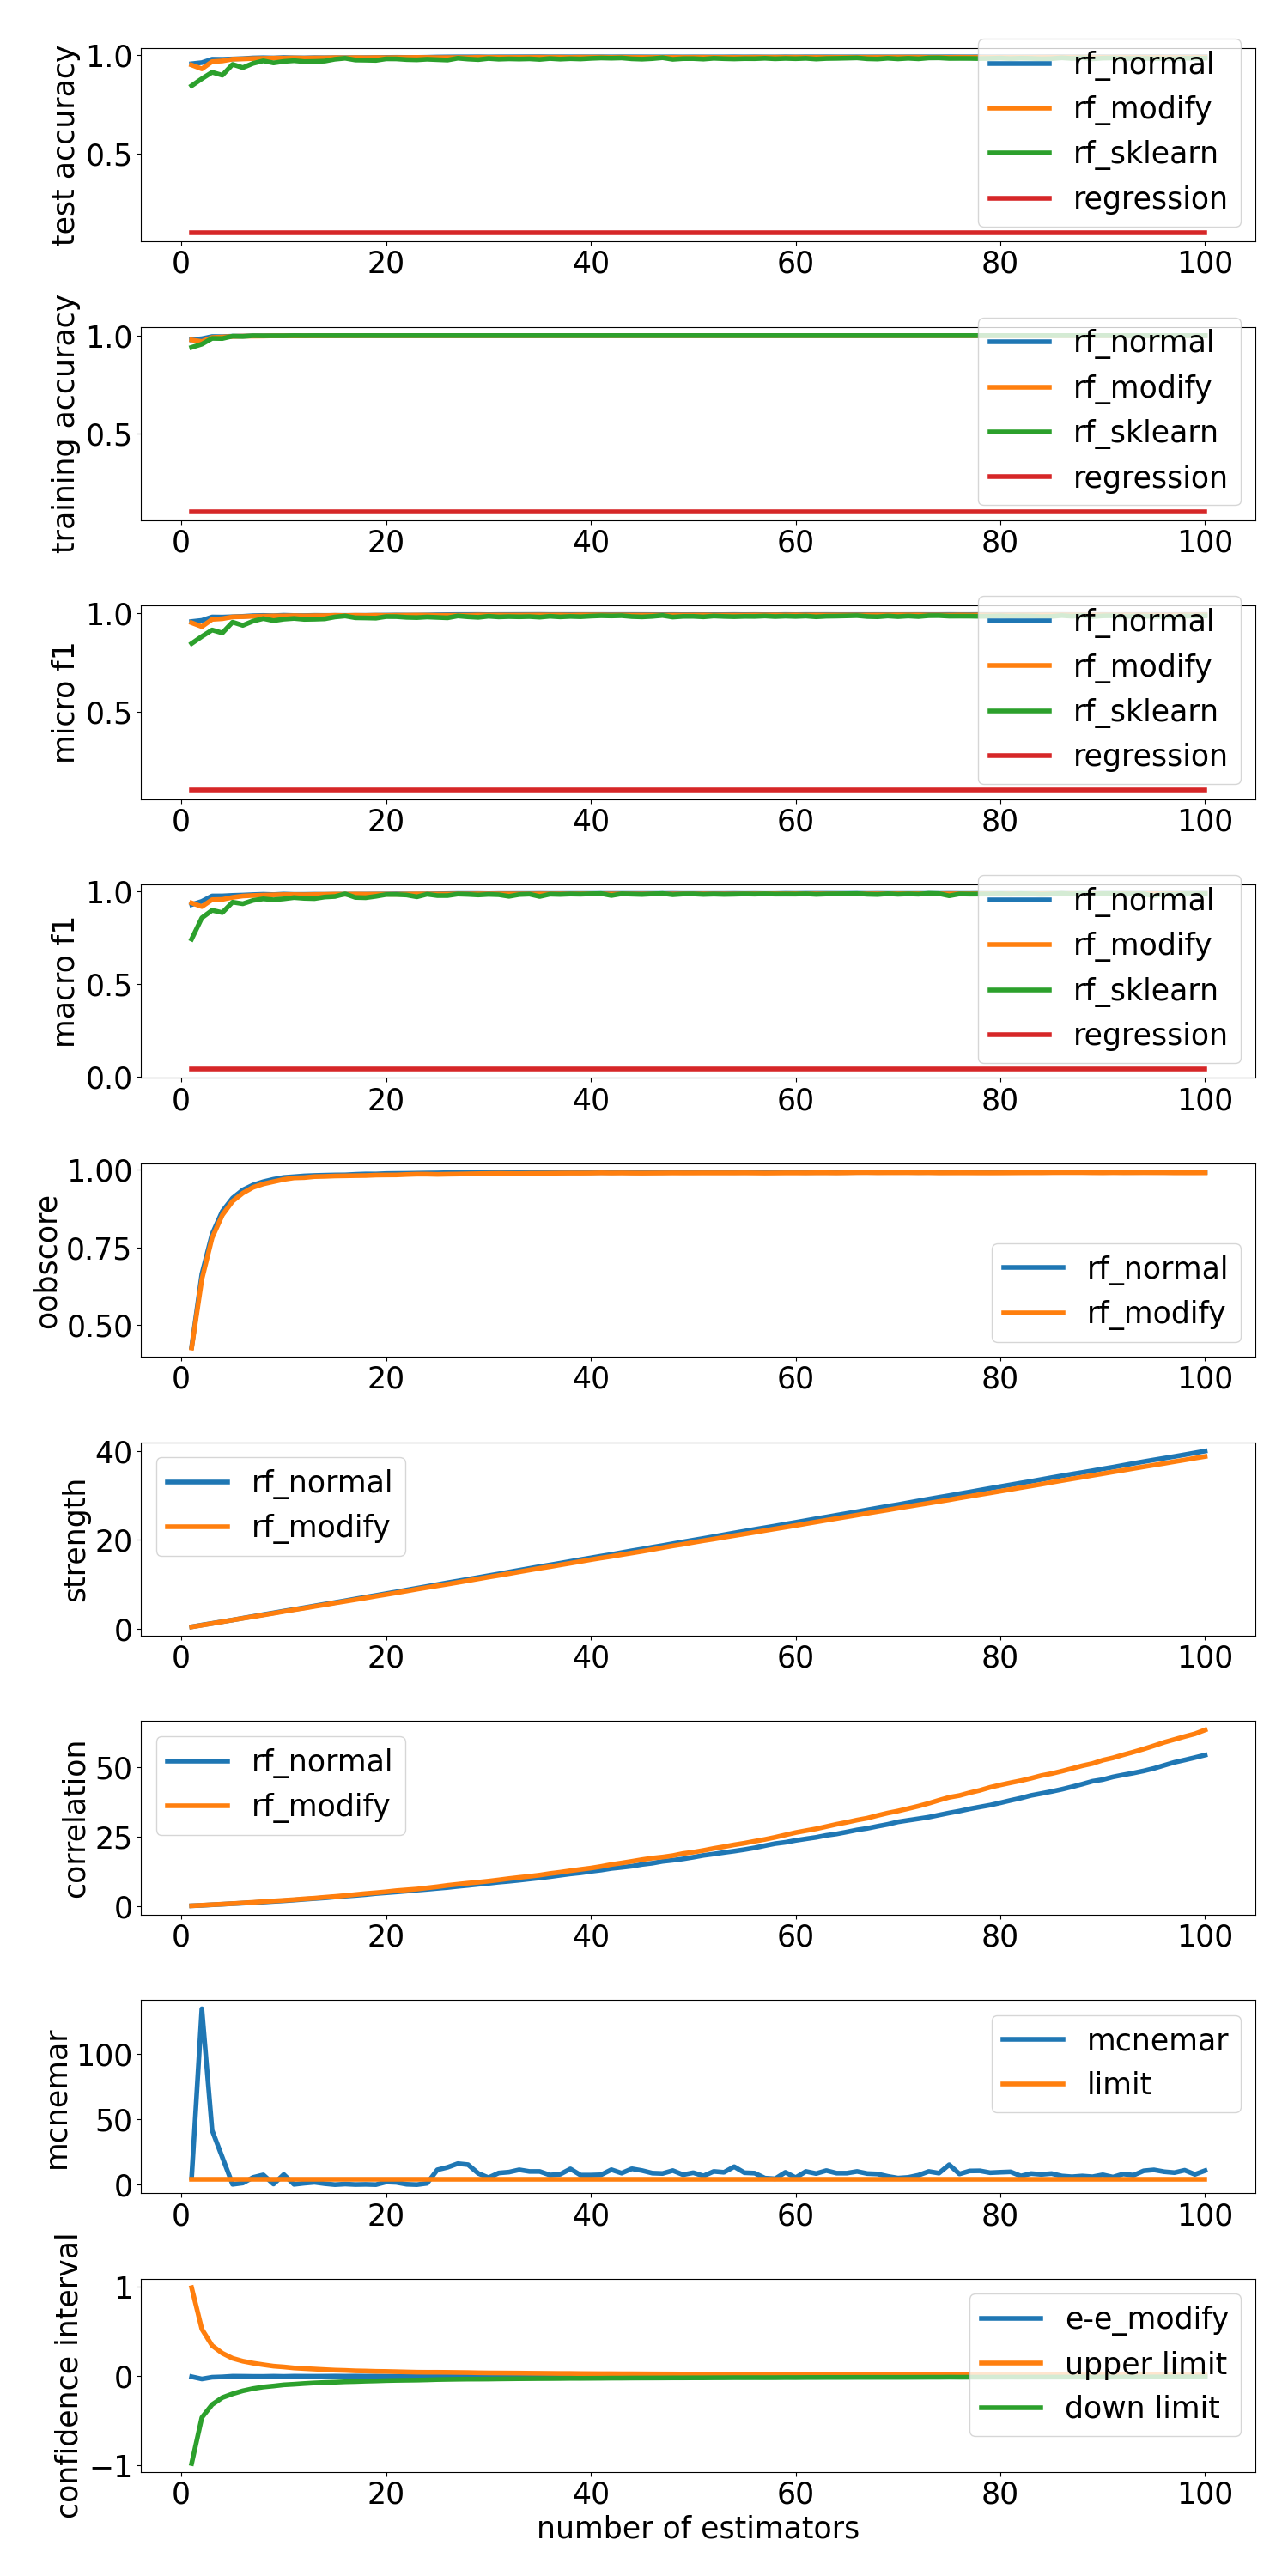 test accuracy
1.0
0.5
rf_normal
rf_modify
rf_sklearn
regression
0 20 40 60 80 100
training accuracy
1.0
0.5
rf_normal
rf_modify
rf_sklearn
regression
0 20 40 60 80 100
micro f1
1.0
0.5
rf_normal
rf_modify
rf_sklearn
regression
0 20 40 60 80 100
macro f1
1.0
0.5
0.0
rf_normal
rf_modify
rf_sklearn
regression
0 20 40 60 80 100
oobscore
1.00
0.75
0.50
rf_normal
rf_modify
0 20 40 60 80 100
strength
40
20
0
rf_normal
rf_modify
0 20 40 60 80 100
correlation
50
25
0
rf_normal
rf_modify
0 20 40 60 80 100
mcnemar
100
50
0
mcnemar
limit
0 20 40 60 80 100
confidence interval
1
0
−1
e-e_modify
upper limit
down limit
0 20 40 60 80 100
number of estimators